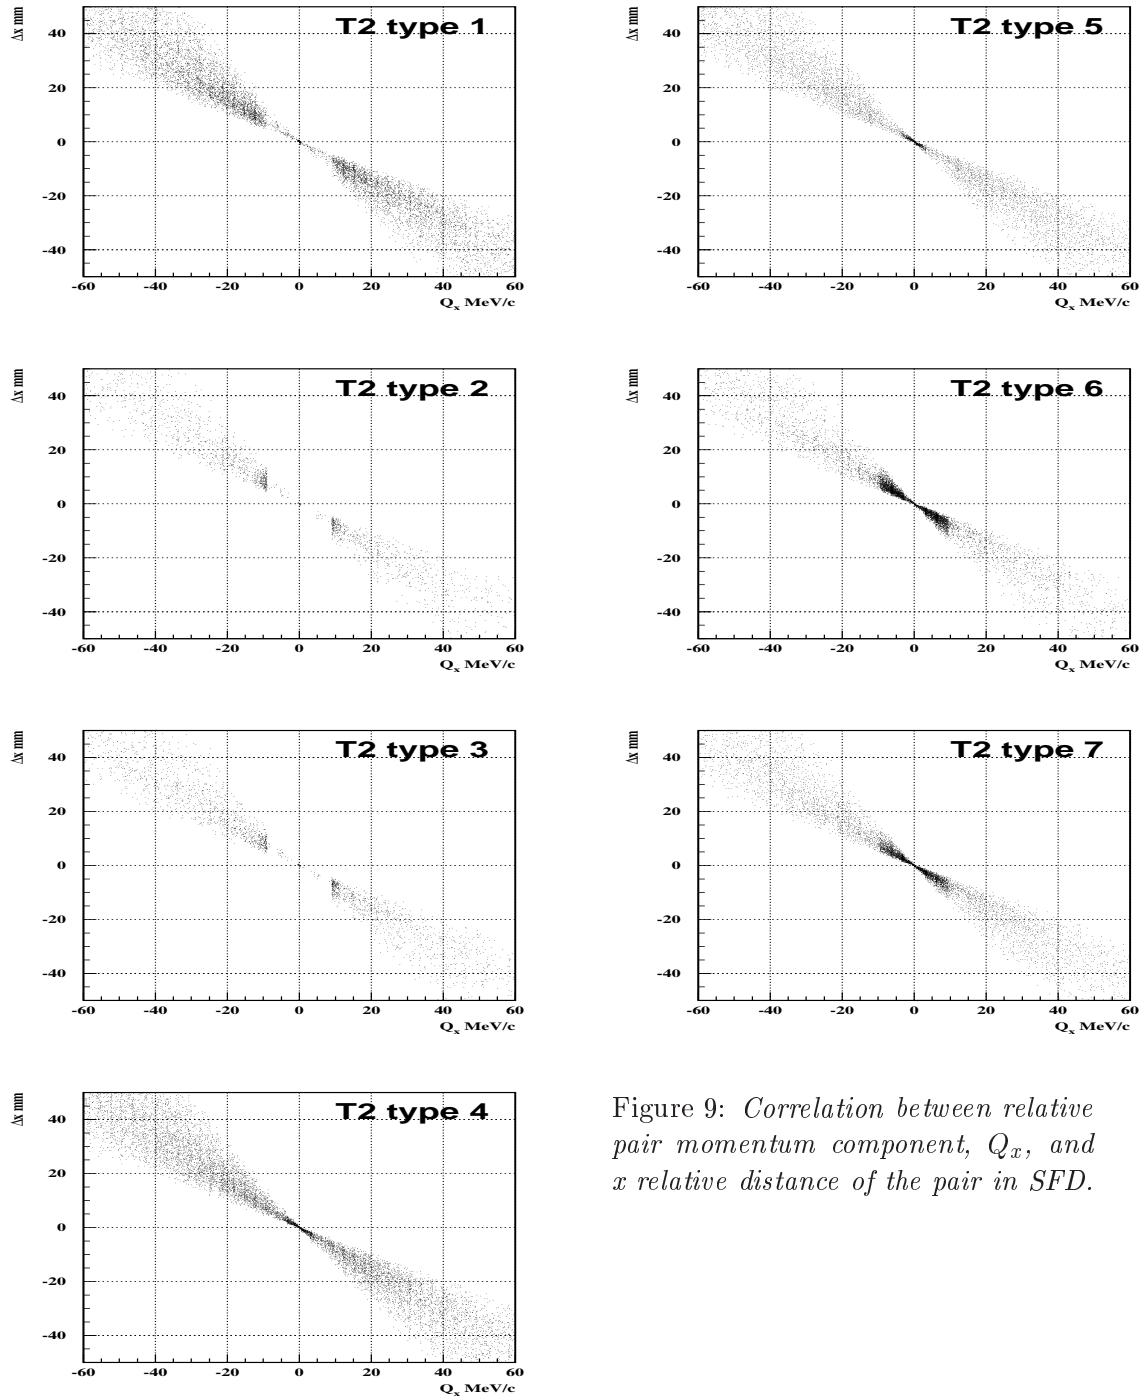 T2 type 1
Δx mm
40
20
0
-20
-40
-60 -40 -20 0 20 40 60
Qx MeV/c
T2 type 5
Δx mm
40
20
0
-20
-40
-60 -40 -20 0 20 40 60
Qx MeV/c
T2 type 2
Δx mm
40
20
0
-20
-40
-60 -40 -20 0 20 40 60
Qx MeV/c
T2 type 6
Δx mm
40
20
0
-20
-40
-60 -40 -20 0 20 40 60
Qx MeV/c
T2 type 3
Δx mm
40
20
0
-20
-40
-60 -40 -20 0 20 40 60
Qx MeV/c
T2 type 7
Δx mm
40
20
0
-20
-40
-60 -40 -20 0 20 40 60
Qx MeV/c
T2 type 4
Δx mm
40
20
0
-20
-40
-60 -40 -20 0 20 40 60
Qx MeV/c
Figure 9: Correlation between relative
pair momentum component, Qx, and
x relative distance of the pair in SFD.